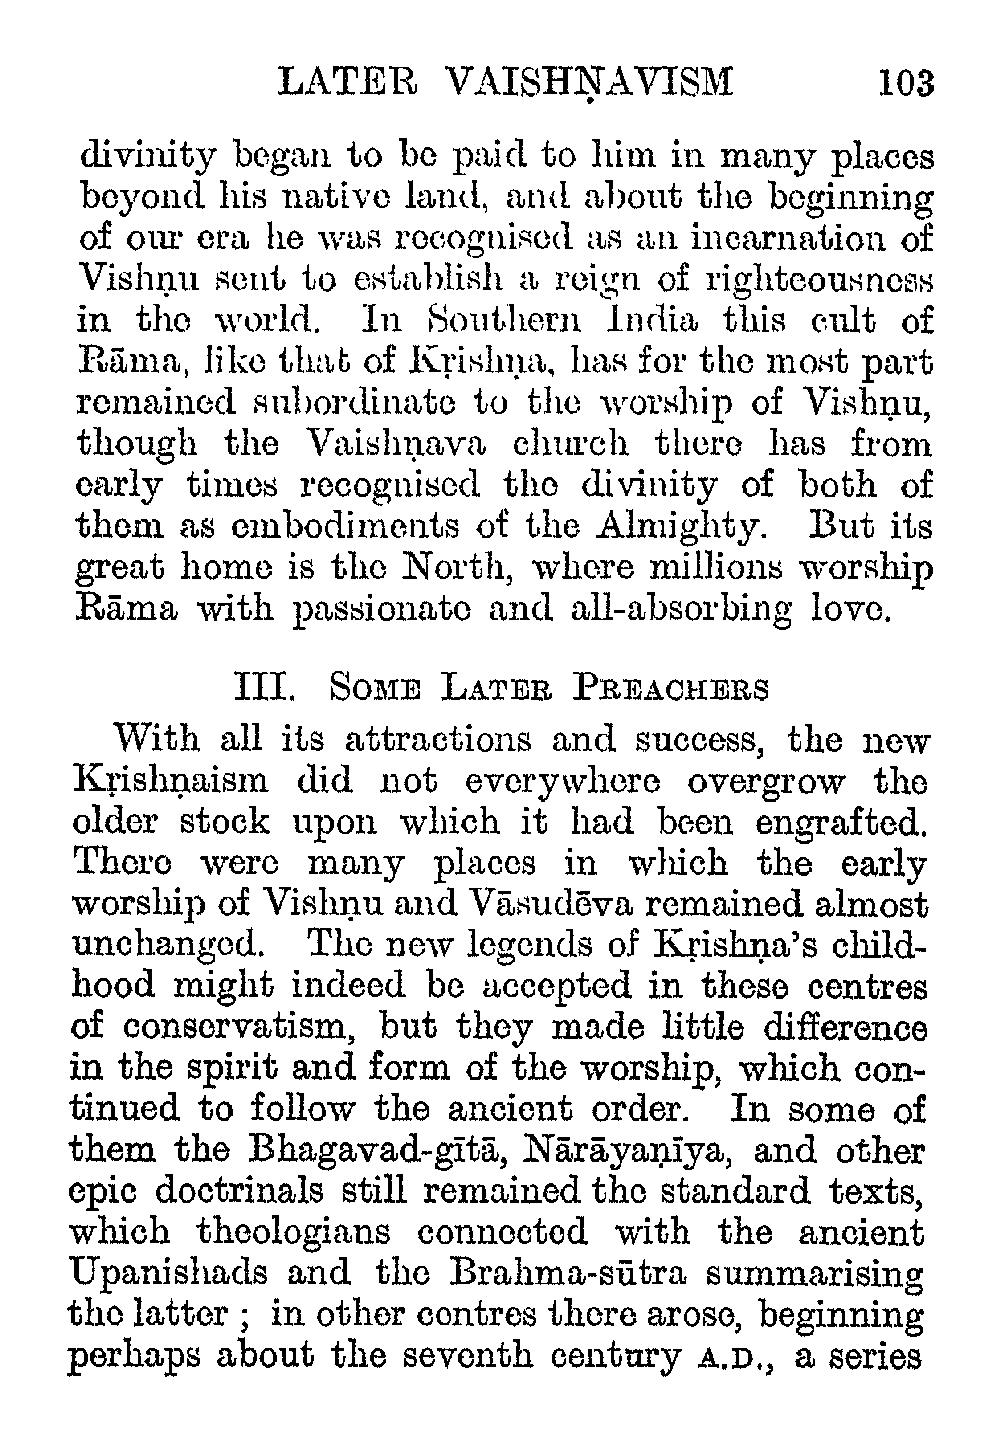 LATER VAISHṆAVISM 103
divinity began to be paid to him in many places
beyond his native land, and about the beginning
of our era he was recognised as an incarnation of
Vishṇu sent to establish a reign of righteousness
in the world. In Southern India this cult of
Rāma, like that of Kṛishṇa, has for the most part
remained subordinate to the worship of Vishṇu,
though the Vaishṇava church there has from
early times recognised the divinity of both of
them as embodiments of the Almighty. But its
great home is the North, where millions worship
Rāma with passionate and all-absorbing love.
III. SOME LATER PREACHERS
With all its attractions and success, the new
Kṛishṇaism did not everywhere overgrow the
older stock upon which it had been engrafted.
There were many places in which the early
worship of Vishṇu and Vāsudēva remained almost
unchanged. The new legends of Kṛishṇa's child-
hood might indeed be accepted in these centres
of conservatism, but they made little difference
in the spirit and form of the worship, which con-
tinued to follow the ancient order. In some of
them the Bhagavad-gītā, Nārāyaṇīya, and other
epic doctrinals still remained the standard texts,
which theologians connected with the ancient
Upanishads and the Brahma-sūtra summarising
the latter ; in other centres there arose, beginning
perhaps about the seventh century A.D., a series